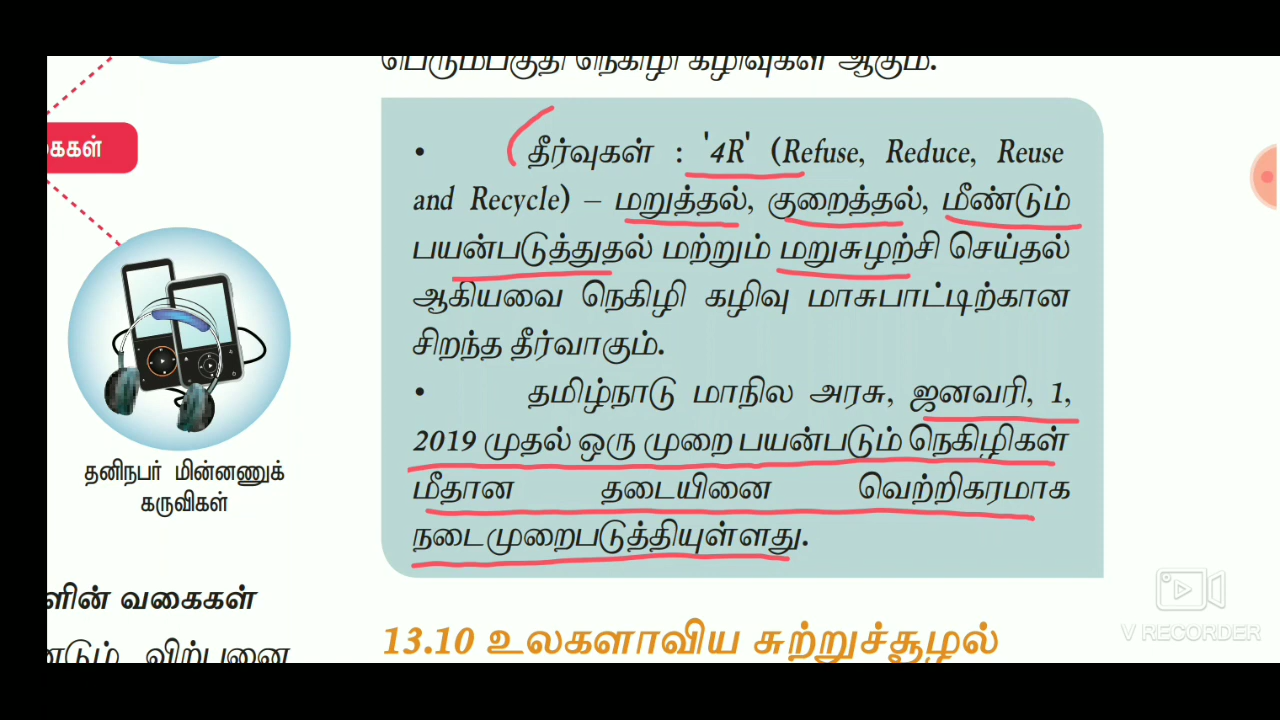 பெரும்பகுதி நெகிழி கழிவுகள் ஆகும்.
• தீர்வுகள் : '4R' (Refuse, Reduce, Reuse
and Recycle) – மறுத்தல், குறைத்தல், மீண்டும்
பயன்படுத்துதல் மற்றும் மறுசுழற்சி செய்தல்
ஆகியவை நெகிழி கழிவு மாசுபாட்டிற்கான
சிறந்த தீர்வாகும்.
• தமிழ்நாடு மாநில அரசு, ஜனவரி, 1,
2019 முதல் ஒரு முறை பயன்படும் நெகிழிகள்
மீதான தடையினை வெற்றிகரமாக
நடைமுறைபடுத்தியுள்ளது.
13.10 உலகளாவிய சுற்றுச்சூழல்
கைகள்
தனிநபர் மின்னணுக்
கருவிகள்
ளின் வகைகள்
விற்பனை
V RECORDER